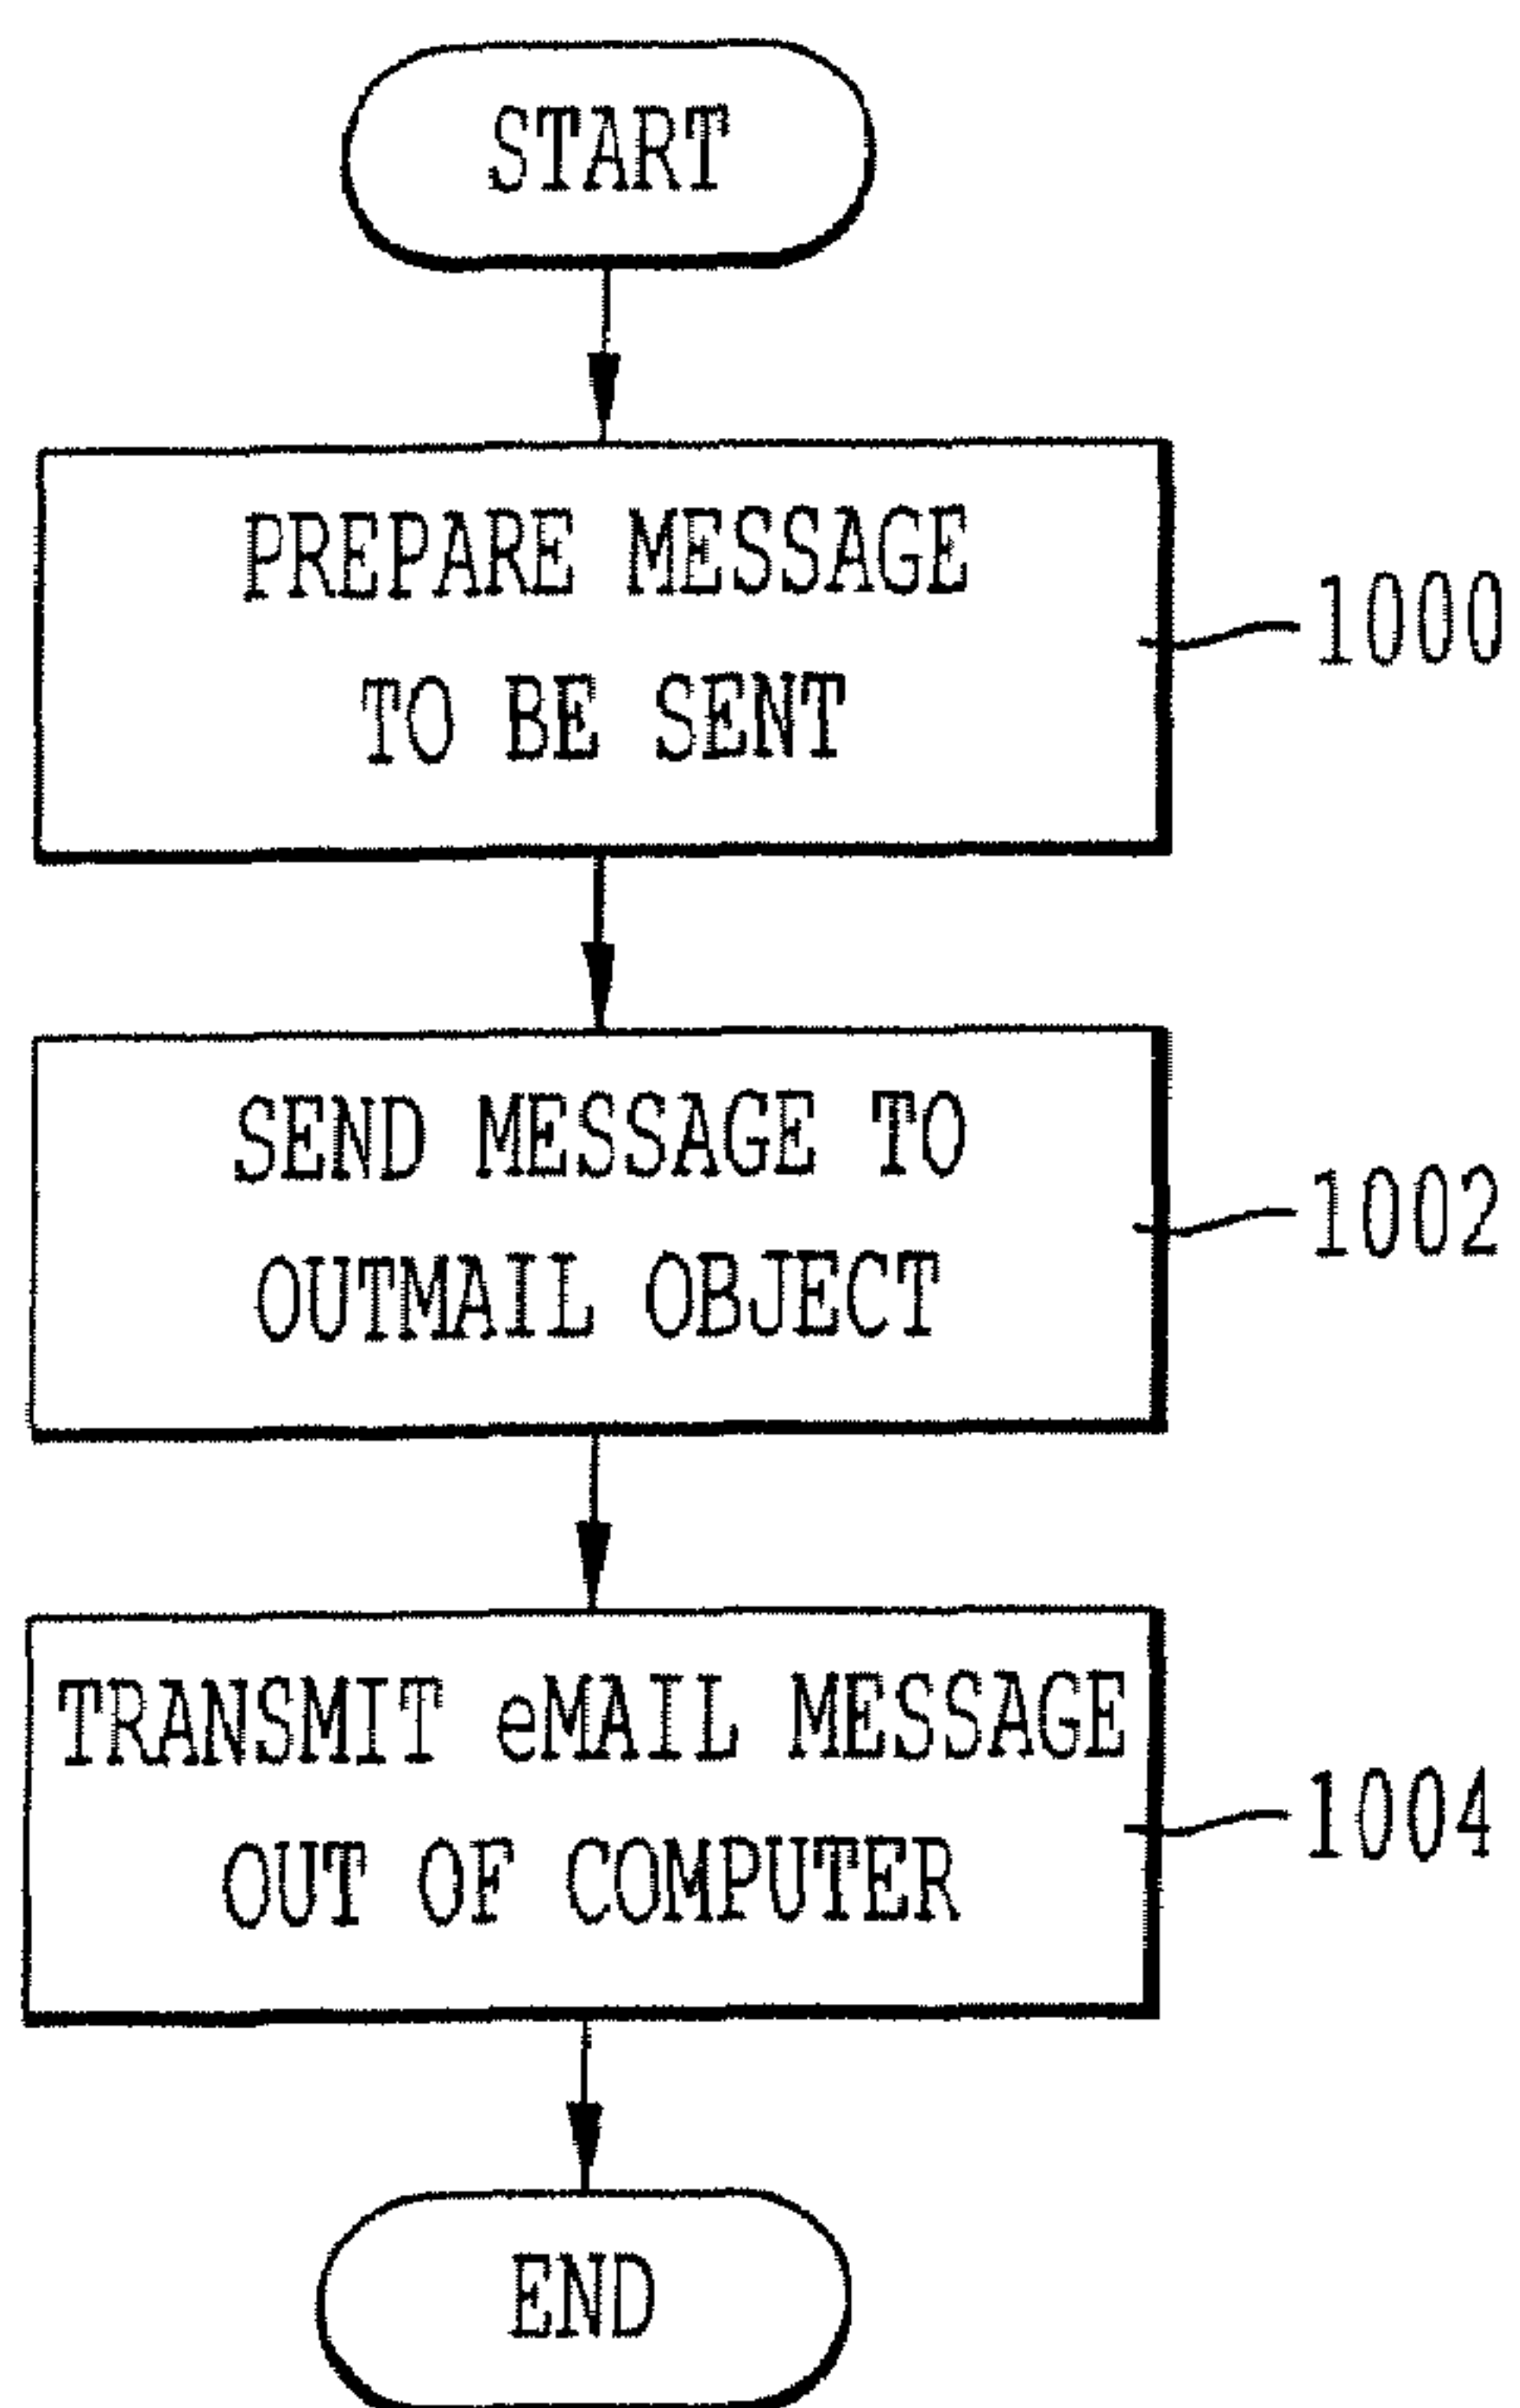 START
PREPARE MESSAGE
TO BE SENT
1000
SEND MESSAGE TO
OUTMAIL OBJECT
1002
TRANSMIT eMAIL MESSAGE
OUT OF COMPUTER
1004
END